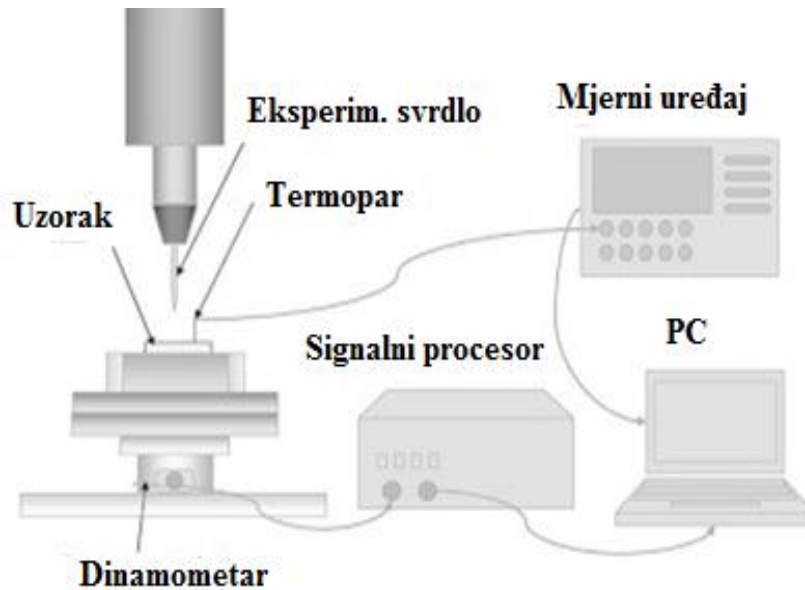 Mjerni uređaj
Eksperim. svrdlo
Termopar
Uzorak
Signalni procesor
PC
Dinamometar